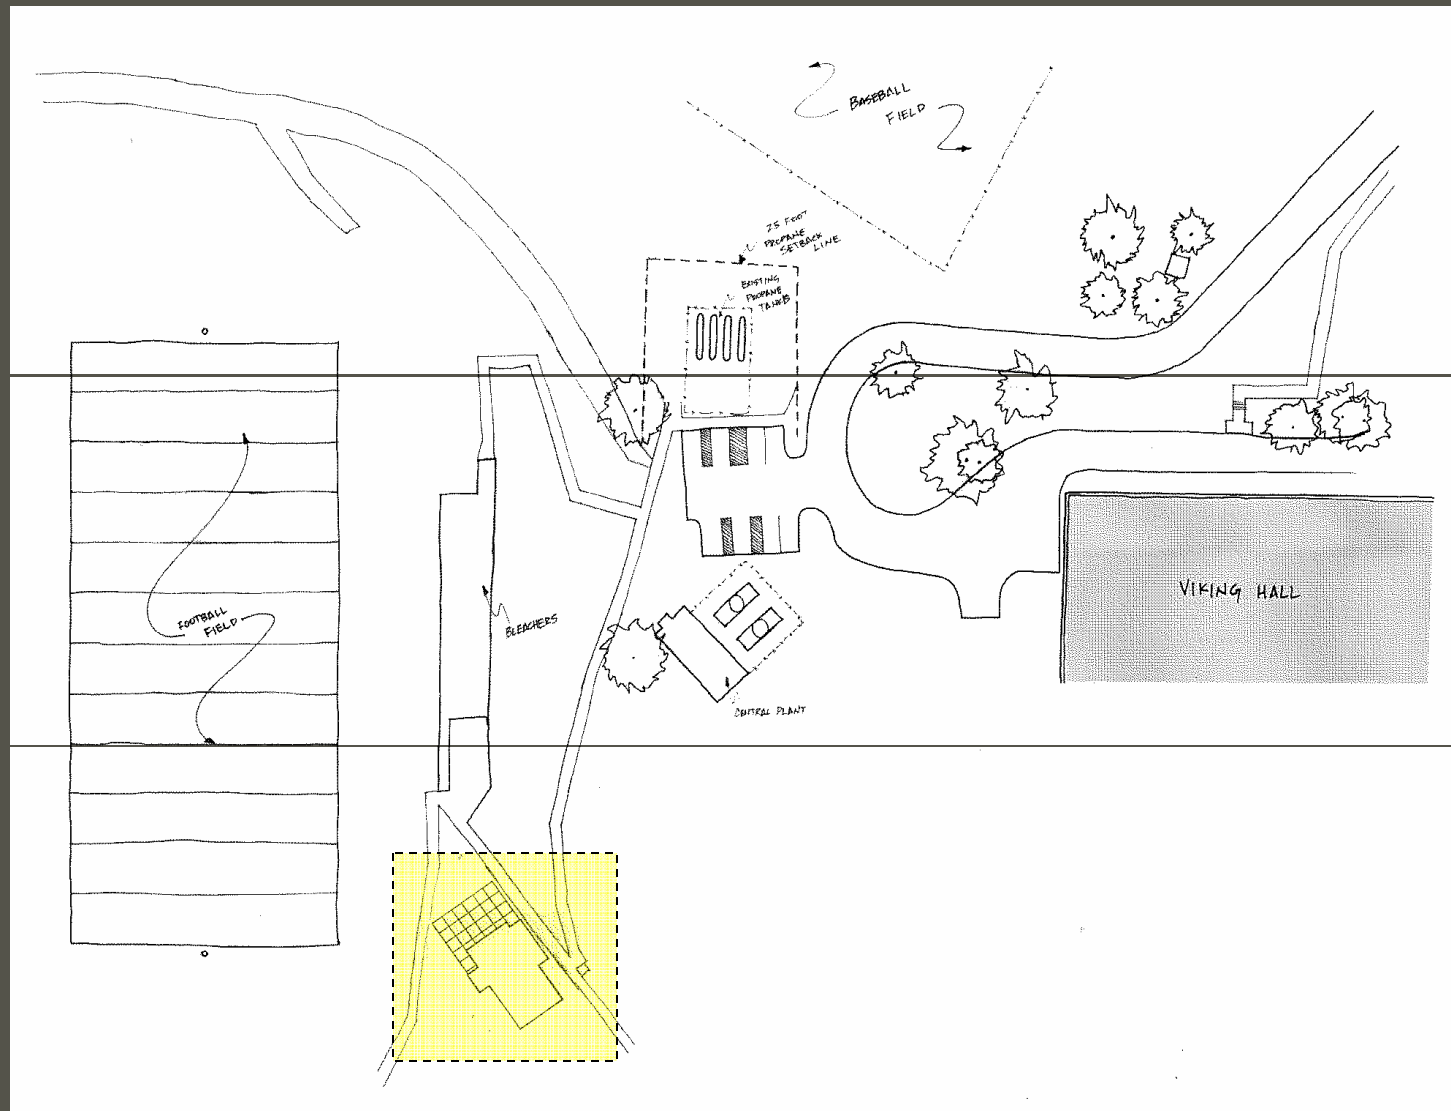 BASEBALL
FIELD
25 FOOT
PROPANE
SETBACK
LINE
EXISTING
PROPANE
TANKS
FOOTBALL
FIELD
BLEACHERS
VIKING HALL
CENTRAL PLANT